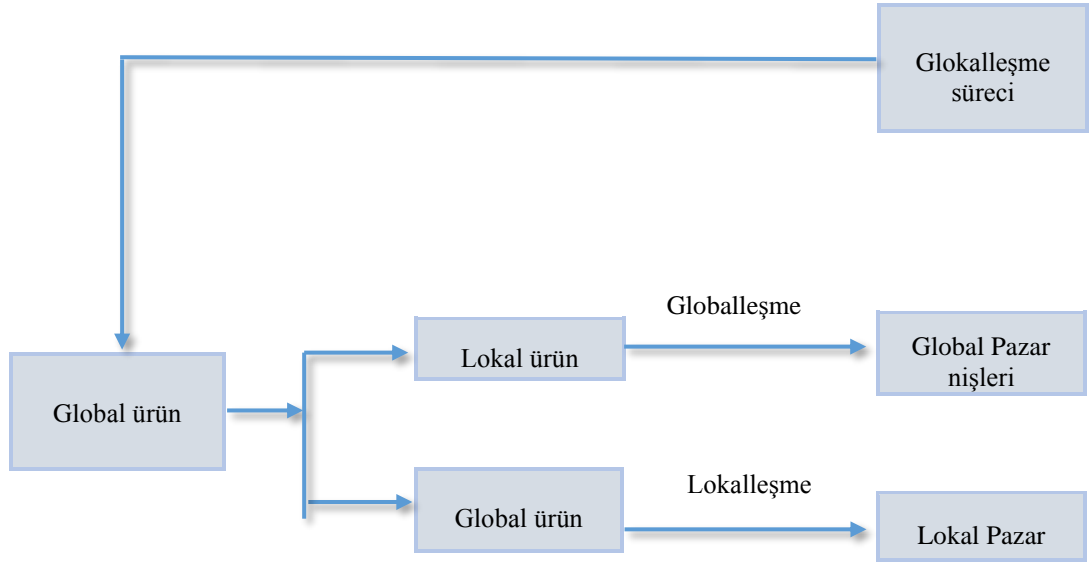 Glokalleşme
süreci
Globalleşme
Lokal ürün
Global Pazar
nişleri
Global ürün
Lokalleşme
Global ürün
Lokal Pazar